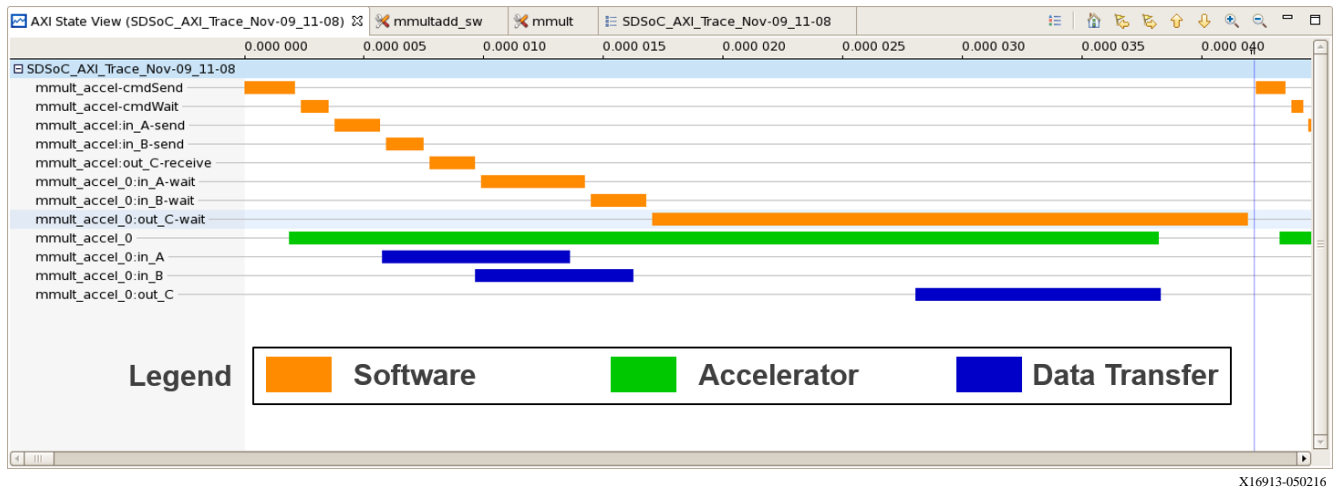 AXI State View (SDSoC_AXI_Trace_Nov-09_11-08) mmultadd_sw mmult SDSoC_AXI_Trace_Nov-09_11-08
0.000 000 0.000 005 0.000 010 0.000 015 0.000 020 0.000 025 0.000 030 0.000 035 0.000 040
SDSoC_AXI_Trace_Nov-09_11-08
mmult_accel-cmdSend
mmult_accel-cmdWait
mmult_accel:in_A-send
mmult_accel:in_B-send
mmult_accel:out_C-receive
mmult_accel_0:in_A-wait
mmult_accel_0:in_B-wait
mmult_accel_0:out_C-wait
mmult_accel_0
mmult_accel_0:in_A
mmult_accel_0:in_B
mmult_accel_0:out_C
Legend Software Accelerator Data Transfer
X16913-050216